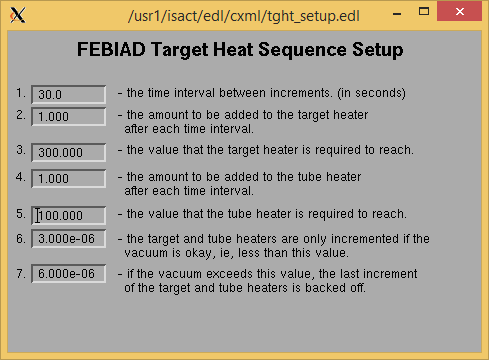 /usr1/isact/edl/cxml/tght_setup.edl
FEBIAD Target Heat Sequence Setup
1. 30.0 - the time interval between increments. (in seconds)
2. 1.000 - the amount to be added to the target heater
after each time interval.
3. 300.000 - the value that the target heater is required to reach.
4. 1.000 - the amount to be added to the tube heater
after each time interval.
5. 100.000 - the value that the tube heater is required to reach.
6. 3.000e-06 - the target and tube heaters are only incremented if the
vacuum is okay, ie, less than this value.
7. 6.000e-06 - if the vacuum exceeds this value, the last increment
of the target and tube heaters is backed off.